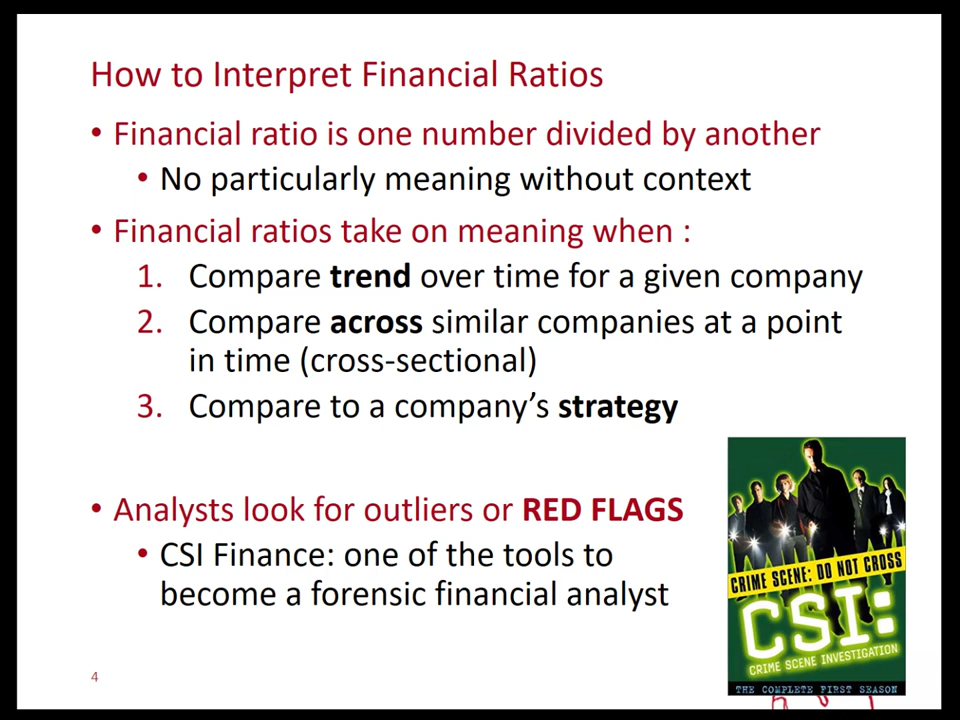 How to Interpret Financial Ratios
• Financial ratio is one number divided by another
• No particularly meaning without context
• Financial ratios take on meaning when :
1. Compare trend over time for a given company
2. Compare across similar companies at a point
in time (cross-sectional)
3. Compare to a company’s strategy
• Analysts look for outliers or RED FLAGS
• CSI Finance: one of the tools to
become a forensic financial analyst
CRIME SCENE: DO NOT CROSS
CSI:
CRIME SCENE INVESTIGATION
THE COMPLETE FIRST SEASON
4